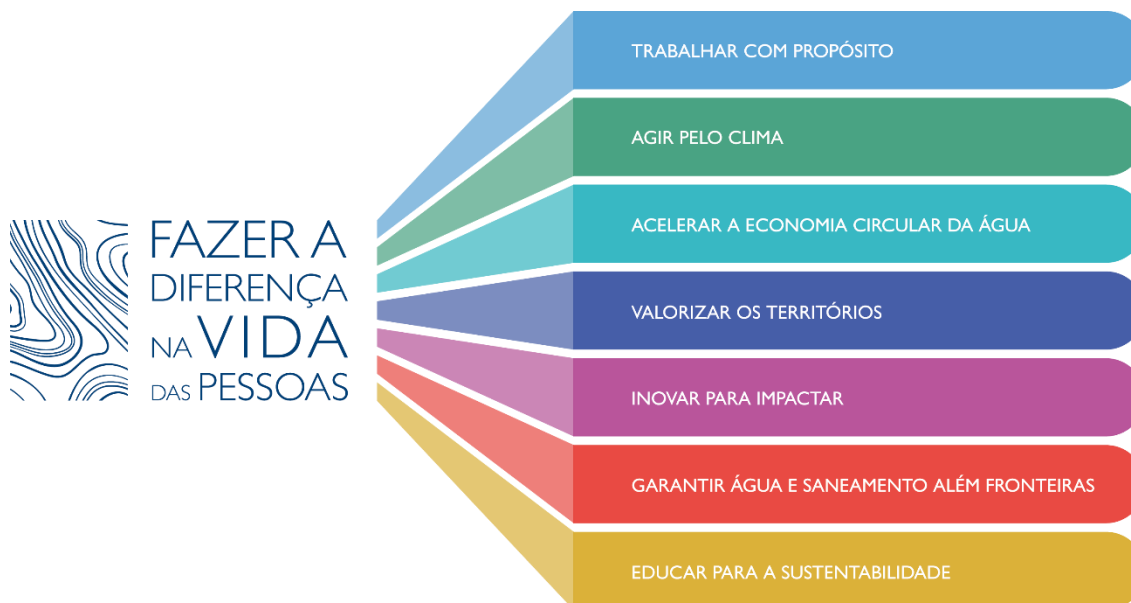 FAZER A
DIFERENÇA
NA VIDA
DAS PESSOAS
TRABALHAR COM PROPÓSITO
AGIR PELO CLIMA
ACELERAR A ECONOMIA CIRCULAR DA ÁGUA
VALORIZAR OS TERRITÓRIOS
INOVAR PARA IMPACTAR
GARANTIR ÁGUA E SANEAMENTO ALÉM FRONTEIRAS
EDUCAR PARA A SUSTENTABILIDADE